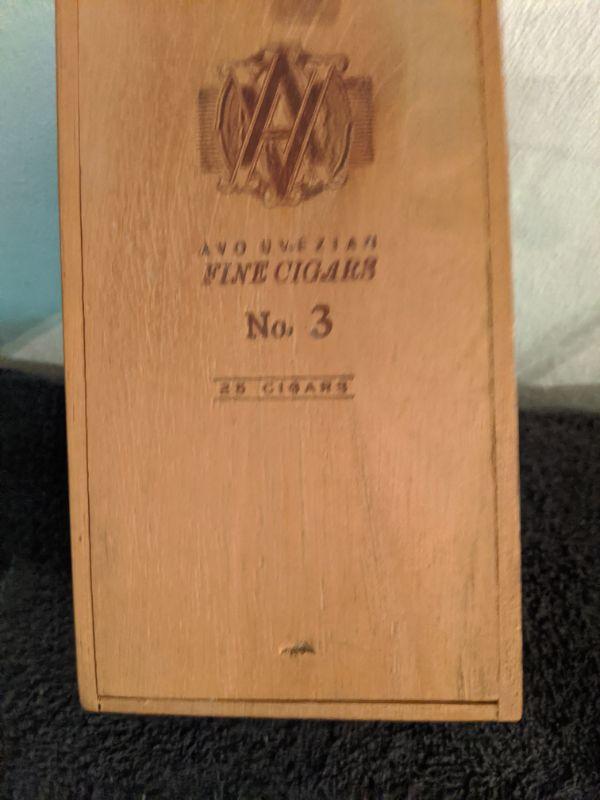 AVO UVEZIAN
FINE CIGARS
No. 3
25 CIGARS